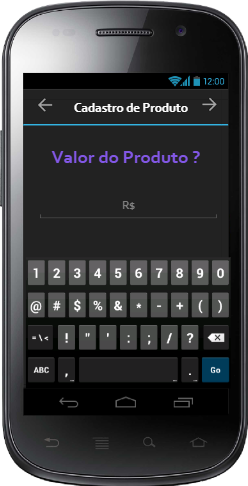 12:00
Cadastro de Produto
Valor do Produto ?
R$
1 2 3 4 5 6 7 8 9 0
@ # $ % & * - + ( )
=\< ! " ' : ; / ?
ABC , _ . Go